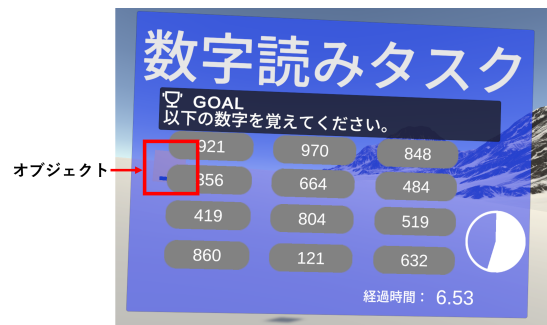 数字読みタスク
GOAL
以下の数字を覚えてください。
921 970 848
オブジェクト
356 664 484
419 804 519
860 121 632
経過時間： 6.53